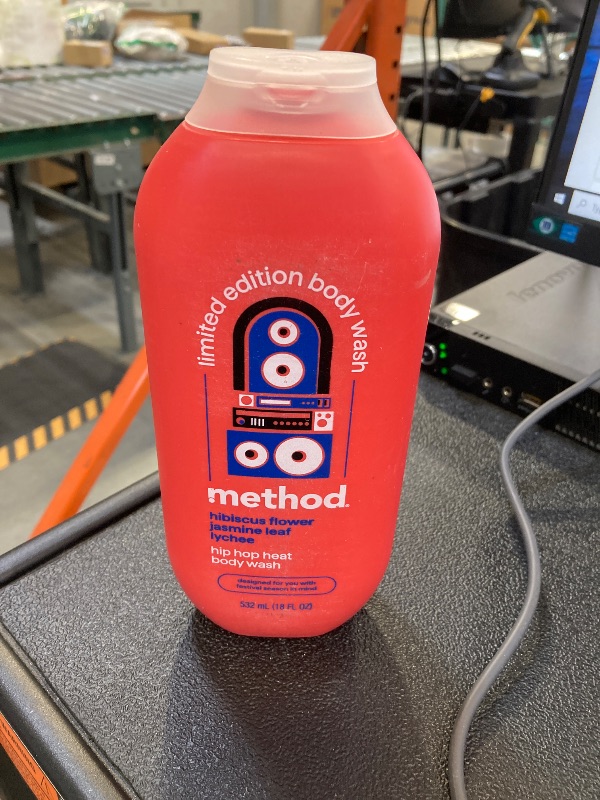 limited edition body wash
method.
hibiscus flower
jasmine leaf
lychee
hip hop heat
body wash
designed for you with
festival season in mind
532 mL (18 FL OZ)